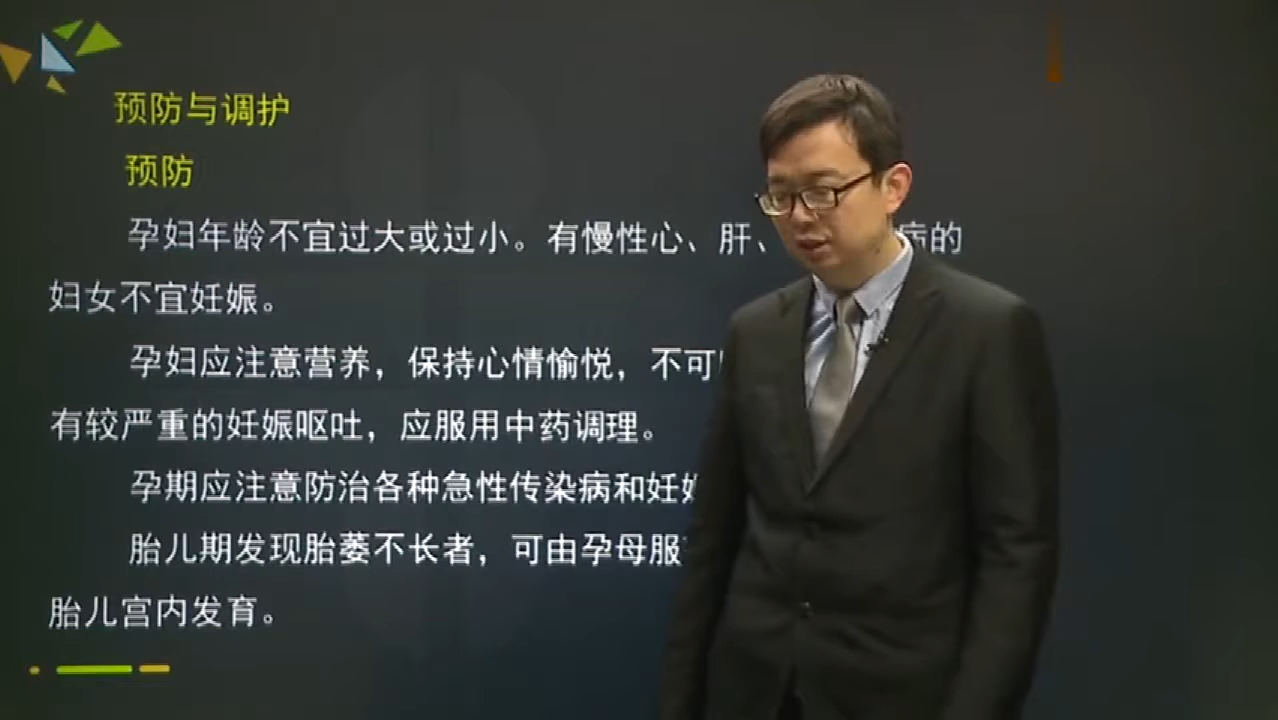 预防与调护
预防
孕妇年龄不宜过大或过小。有慢性心、肝、病的
妇女不宜妊娠。
孕妇应注意营养，保持心情愉悦，不可
有较严重的妊娠呕吐，应服用中药调理。
孕期应注意防治各种急性传染病和妊
胎儿期发现胎萎不长者，可由孕母服
胎儿宫内发育。